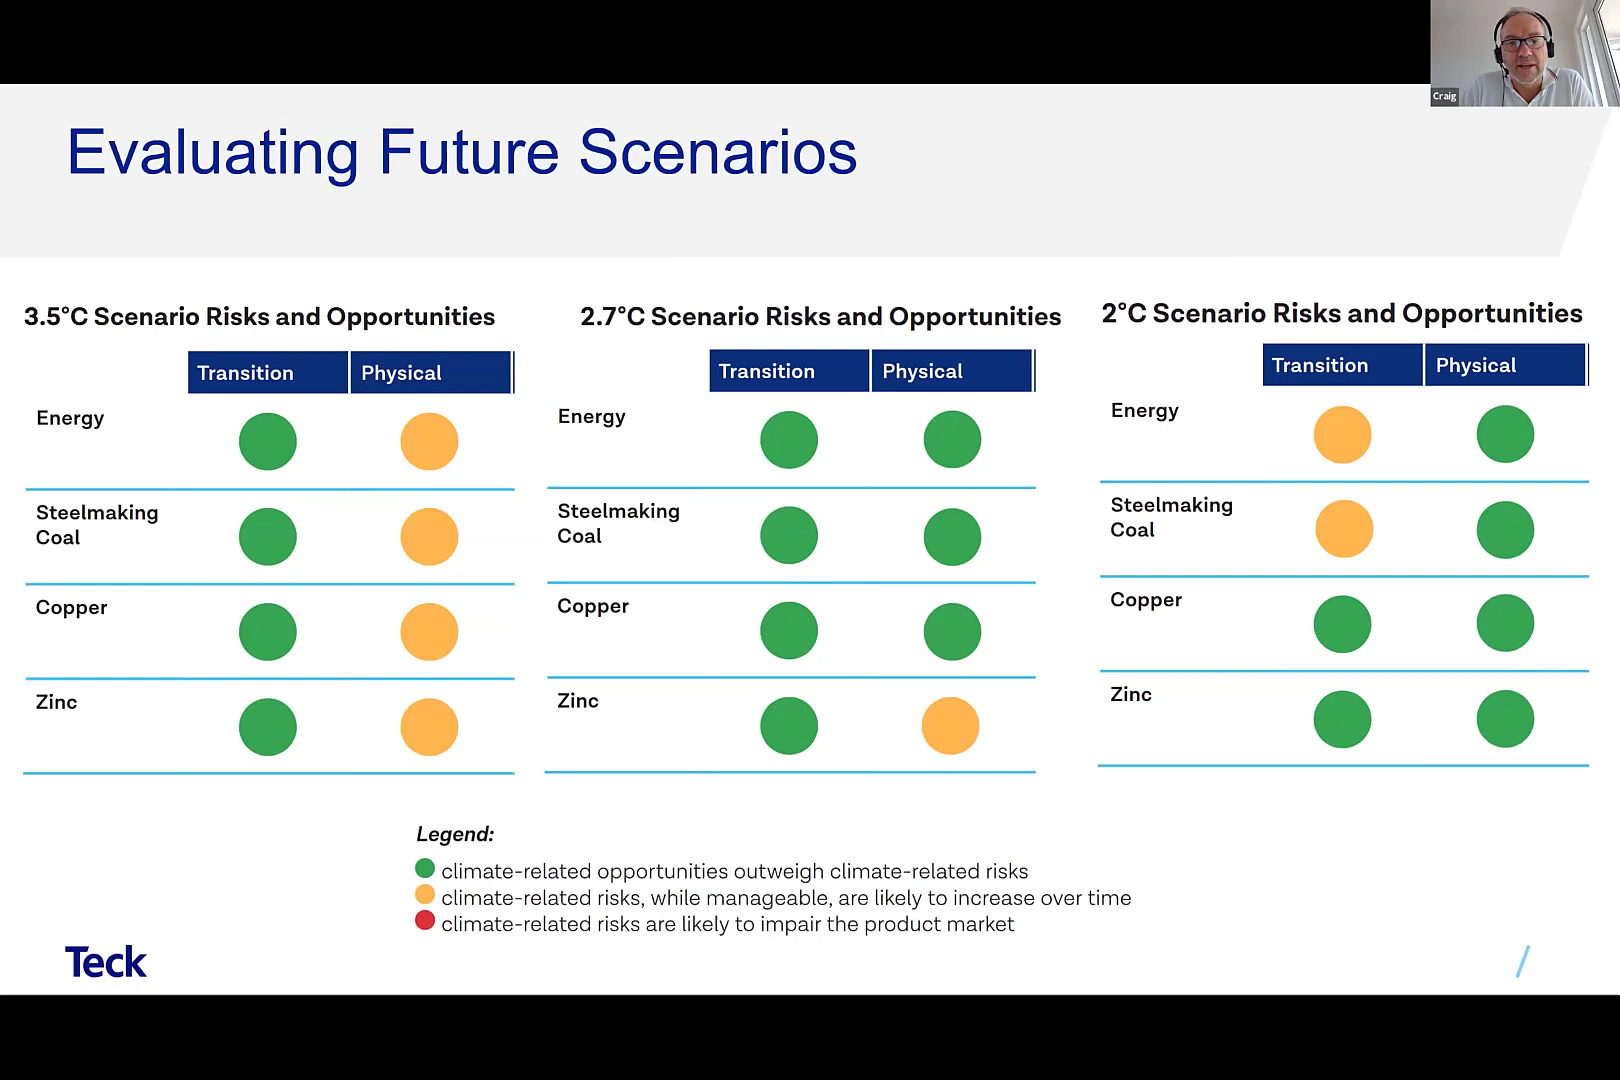 Craig
Evaluating Future Scenarios
3.5°C Scenario Risks and Opportunities
Transition Physical
Energy
Steelmaking
Coal
Copper
Zinc
2.7°C Scenario Risks and Opportunities
Transition Physical
Energy
Steelmaking
Coal
Copper
Zinc
2°C Scenario Risks and Opportunities
Transition Physical
Energy
Steelmaking
Coal
Copper
Zinc
Legend:
climate-related opportunities outweigh climate-related risks
climate-related risks, while manageable, are likely to increase over time
climate-related risks are likely to impair the product market
Teck